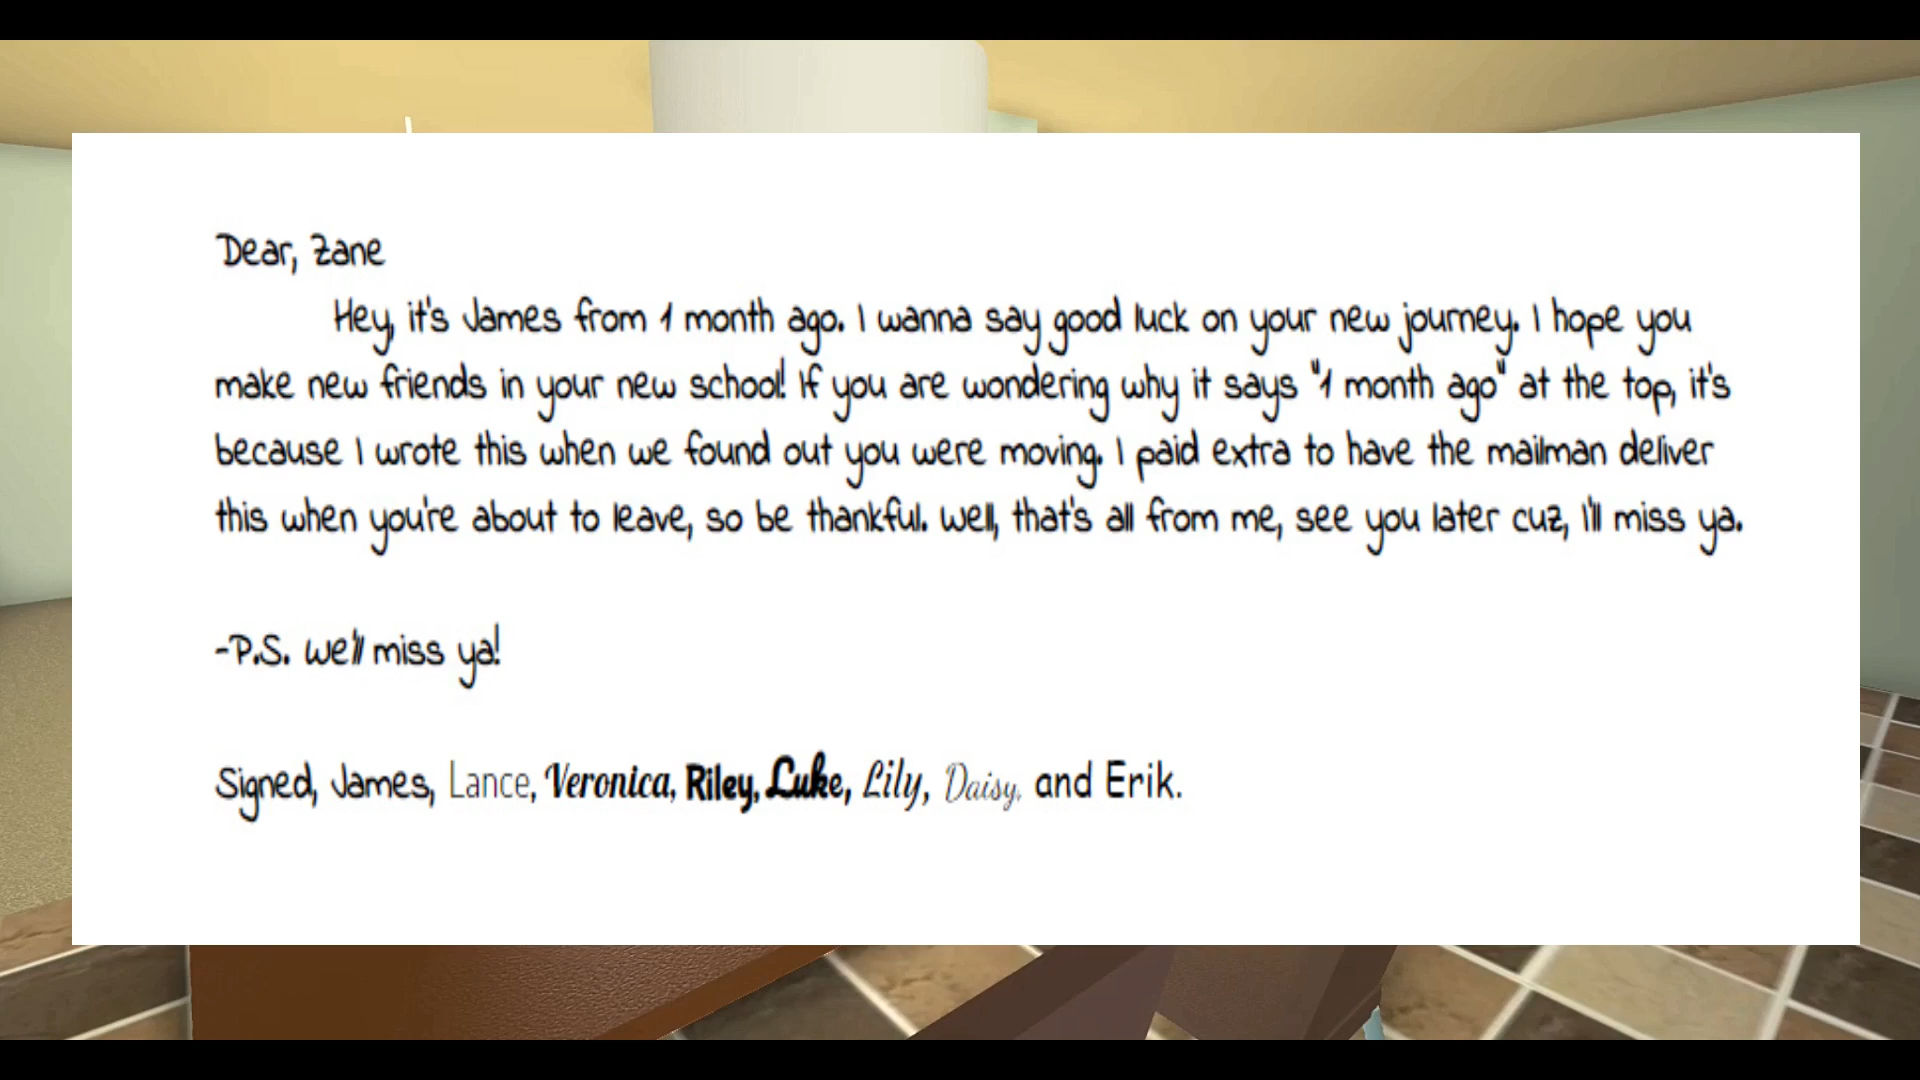 Dear, Zane
Hey, it's James from 1 month ago. I wanna say good luck on your new journey. I hope you
make new friends in your new school! If you are wondering why it says "1 month ago" at the top, it's
because I wrote this when we found out you were moving. I paid extra to have the mailman deliver
this when you're about to leave, so be thankful. Well, that's all from me, see you later cuz, I'll miss ya.
-P.S. We'll miss ya!
Signed, James, Lance, Veronica, Riley, Luke, Lily, Daisy, and Erik.